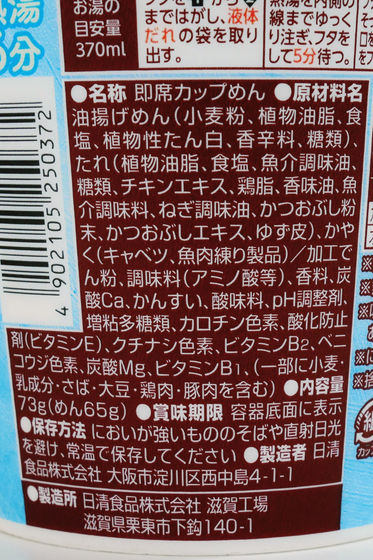 熱湯
5分
お湯の
目安量
370ml
まではがし、液体
だれの袋を取り
出す。
熱湯を内側の
線までゆっく
り注ぎ、フタを
して5分待つ。
●名称 即席カップめん ●原材料名
油揚げめん(小麦粉、植物油脂、食
塩、植物性たん白、香辛料、糖類)、
たれ(植物油脂、食塩、魚介調味油、
糖類、チキンエキス、鶏脂、香味油、魚
介調味料、ねぎ調味油、かつおぶし粉
末、かつおぶしエキス、ゆず皮)、かや
く(キャベツ、魚肉練り製品)/加工で
ん粉、調味料(アミノ酸等)、香料、炭
酸Ca、かんすい、酸味料、pH調整剤、
増粘多糖類、カロチン色素、酸化防止
剤(ビタミンE)、クチナシ色素、ビタミンB2、ベニ
コウジ色素、炭酸Mg、ビタミンB1、(一部に小麦・
乳成分・さば・大豆・鶏肉・豚肉を含む) ●内容量
73g(めん65g) ●賞味期限 容器底面に表示
●保存方法 においが強いもののそばや直射日光
を避け、常温で保存してください ●製造者 日清
食品株式会社 大阪市淀川区西中島4-1-1
●製造所 日清食品株式会社 滋賀工場
滋賀県栗東市下鈎140-1
4 902105 250372